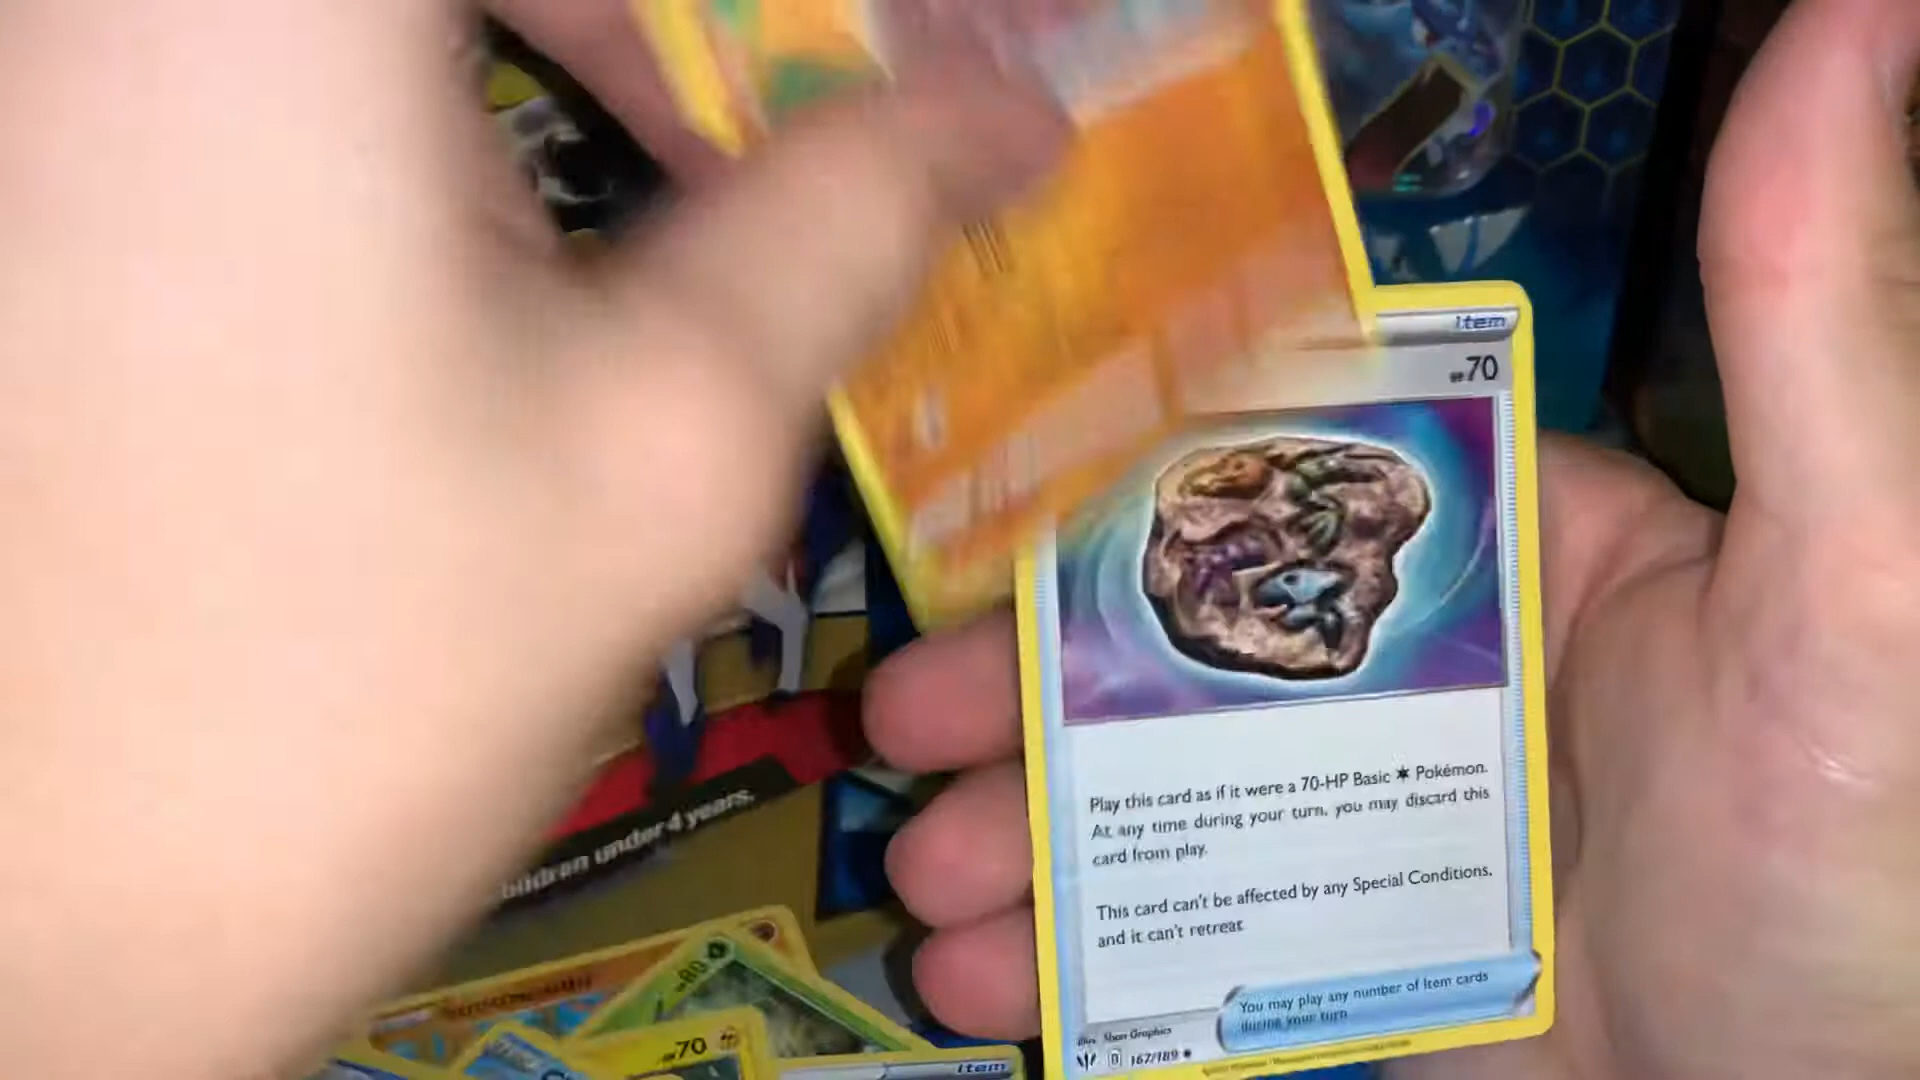 item
HP70
Play this card as if it were a 70-HP Basic Pokémon.
At any time during your turn, you may discard this
card from play.
This card can't be affected by any Special Conditions,
and it can't retreat
You may play any number of Item cards
during your turn
illus. Shan Graphics
D 167/189
children under 4 years.
80
HP70
item